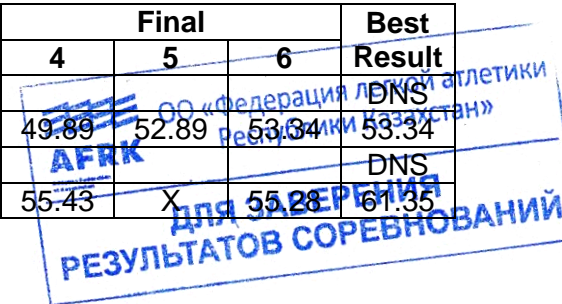 Final Best
4 5 6 Result
DNS
49.89 52.89 53.34 53.34
DNS
55.43 X 55.28 61.35
ОО «Федерация легкой атлетики
Республики Казахстан»
AFRK
ДЛЯ ЗАВЕРЕНИЯ
РЕЗУЛЬТАТОВ СОРЕВНОВАНИЙ